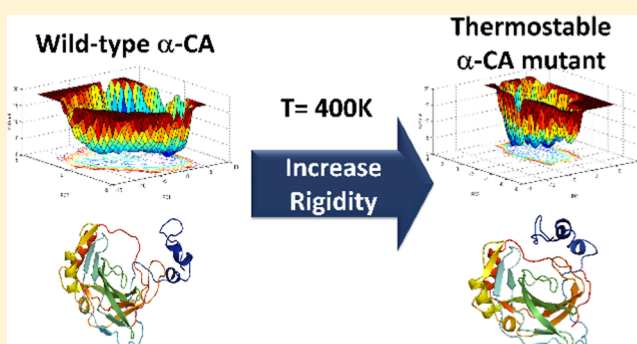 Wild-type α-CA
Thermostable
α-CA mutant
T= 400K
Increase
Rigidity